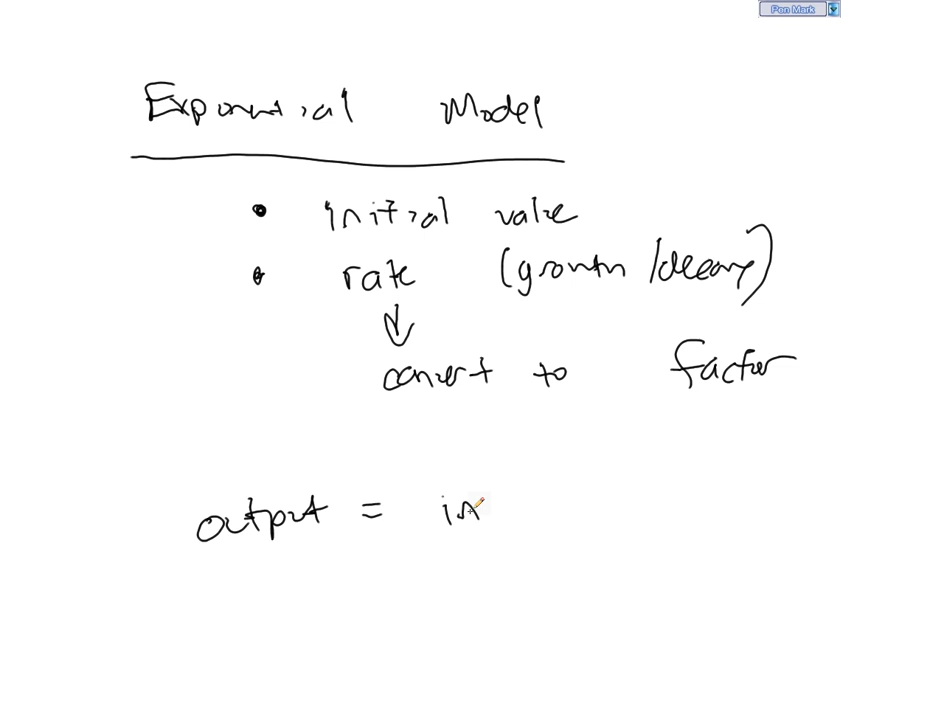 Pen Mark
Exponential Model
• initial value
• rate (growth /decay)
↓
convert to factor
output = in